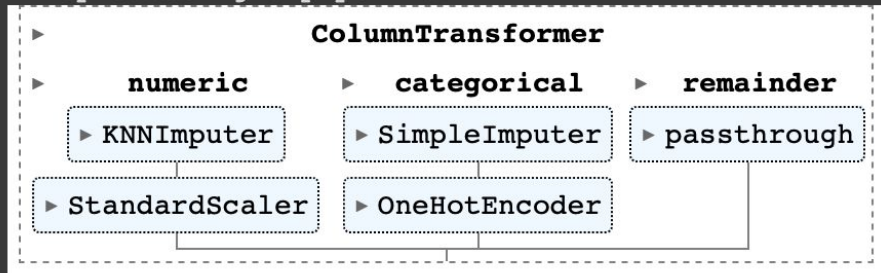 ColumnTransformer
numeric categorical remainder
KNNImputer SimpleImputer passthrough
StandardScaler OneHotEncoder